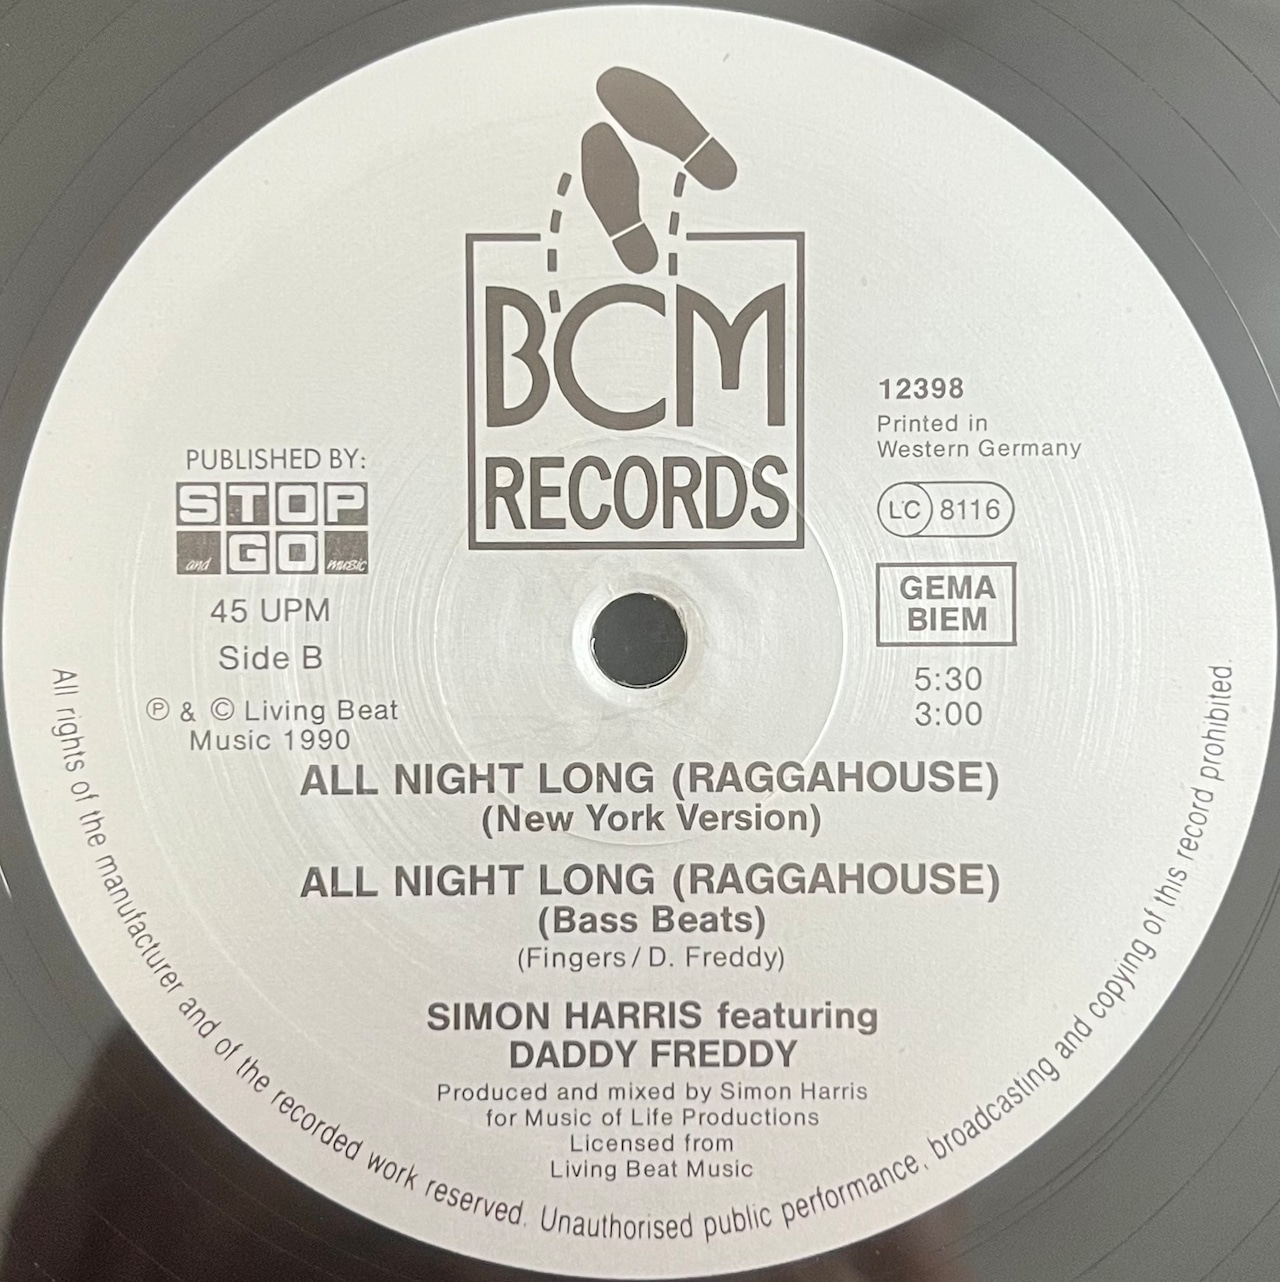 BCM
RECORDS
12398
Printed in
Western Germany
LC 8116
GEMA
BIEM
5:30
3:00
PUBLISHED BY:
STOP
and GO music
45 UPM
Side B
Ⓟ & © Living Beat
Music 1990
ALL NIGHT LONG (RAGGAHOUSE)
(New York Version)
ALL NIGHT LONG (RAGGAHOUSE)
(Bass Beats)
(Fingers / D. Freddy)
SIMON HARRIS featuring
DADDY FREDDY
Produced and mixed by Simon Harris
for Music of Life Productions
Licensed from
Living Beat Music
All rights of the manufacturer and of the recorded work reserved. Unauthorised public performance, broadcasting and copying of this record prohibited.